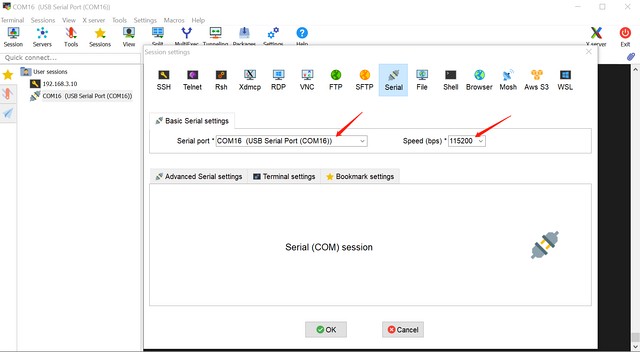 COM16 (USB Serial Port (COM16))
Terminal Sessions View X server Tools Settings Macros Help
Session Servers Tools Sessions View Split MultiExec Tunneling Packages Settings Help X server Exit
Quick connect...
Session settings
User sessions
192.168.3.10
COM16 (USB Serial Port (COM16))
SSH Telnet Rsh Xdmcp RDP VNC FTP SFTP Serial File Shell Browser Mosh Aws S3 WSL
Basic Serial settings
Serial port * COM16 (USB Serial Port (COM16)) Speed (bps) * 115200
Advanced Serial settings Terminal settings Bookmark settings
Serial (COM) session
OK Cancel